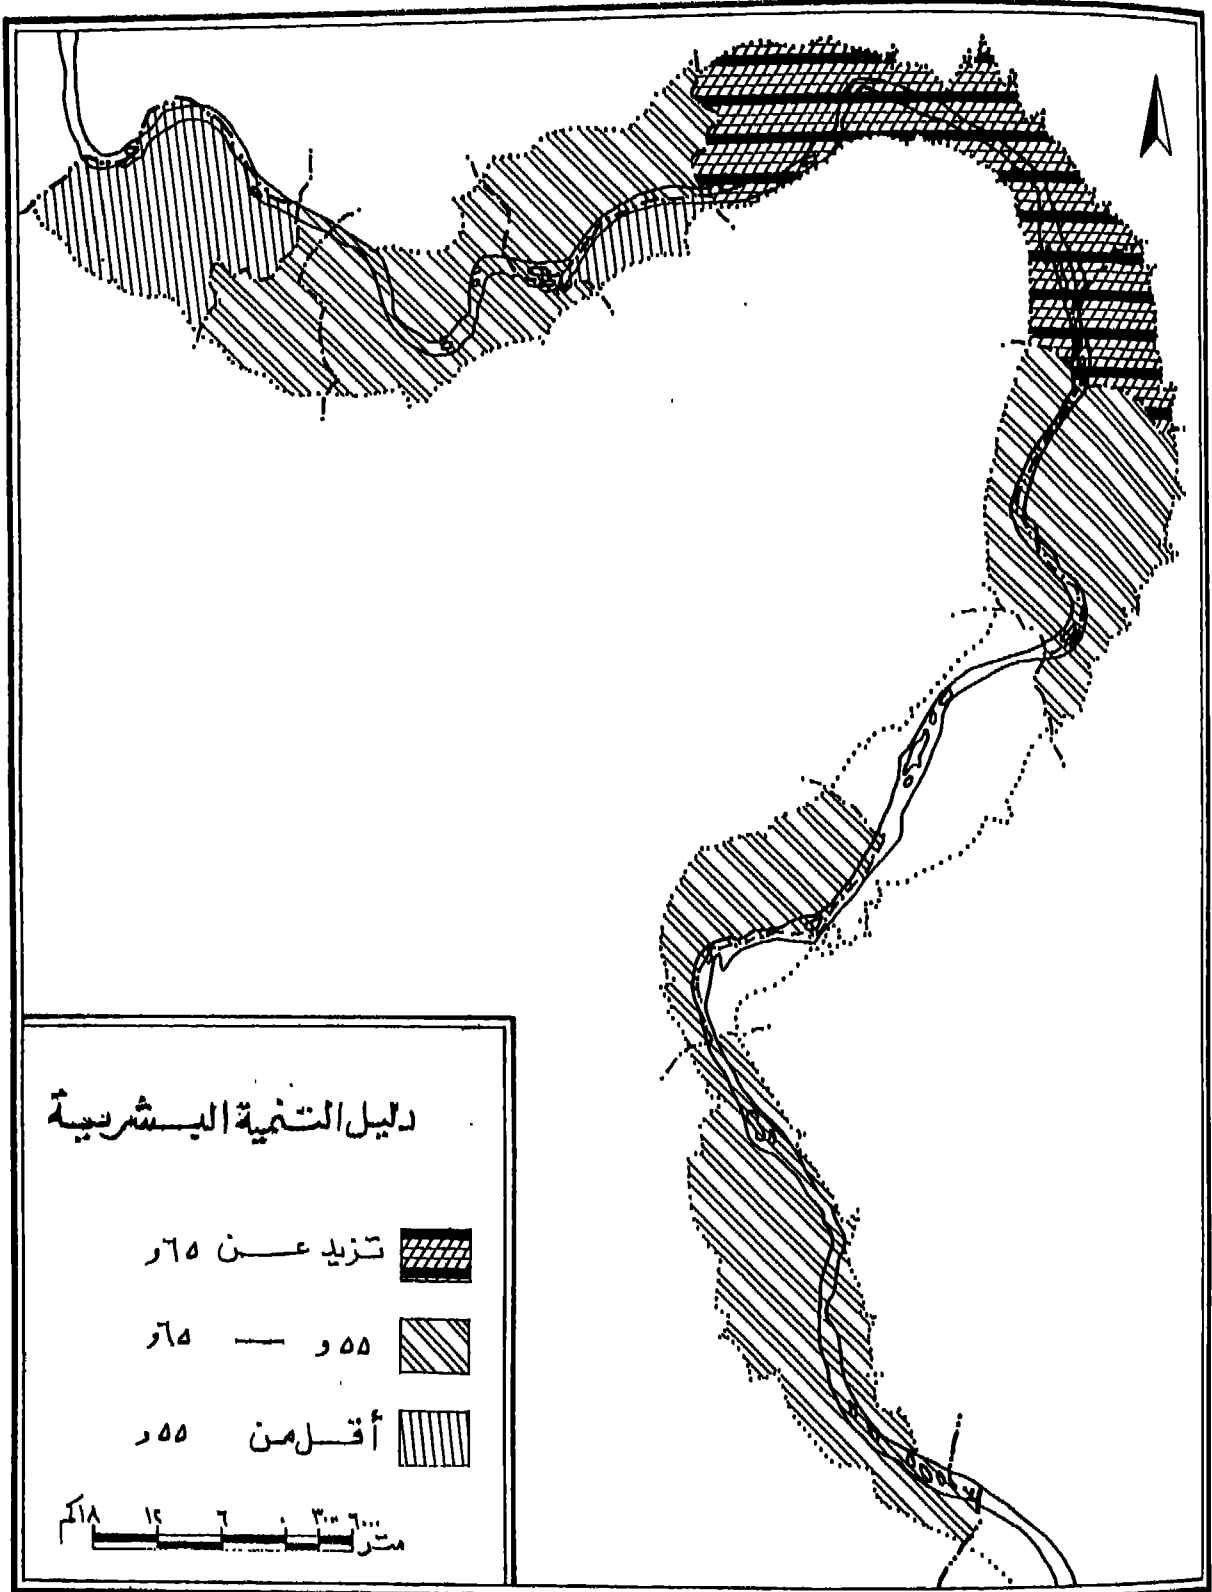 دليل التنمية البشرية
تزيد عن ٦٥ر
٥٥ر — ٦٥ر
أقل من ٥٥ر
١٨كم ١٢ ٦ ٠ ٣٠٠٠ ٦٠٠٠ متر